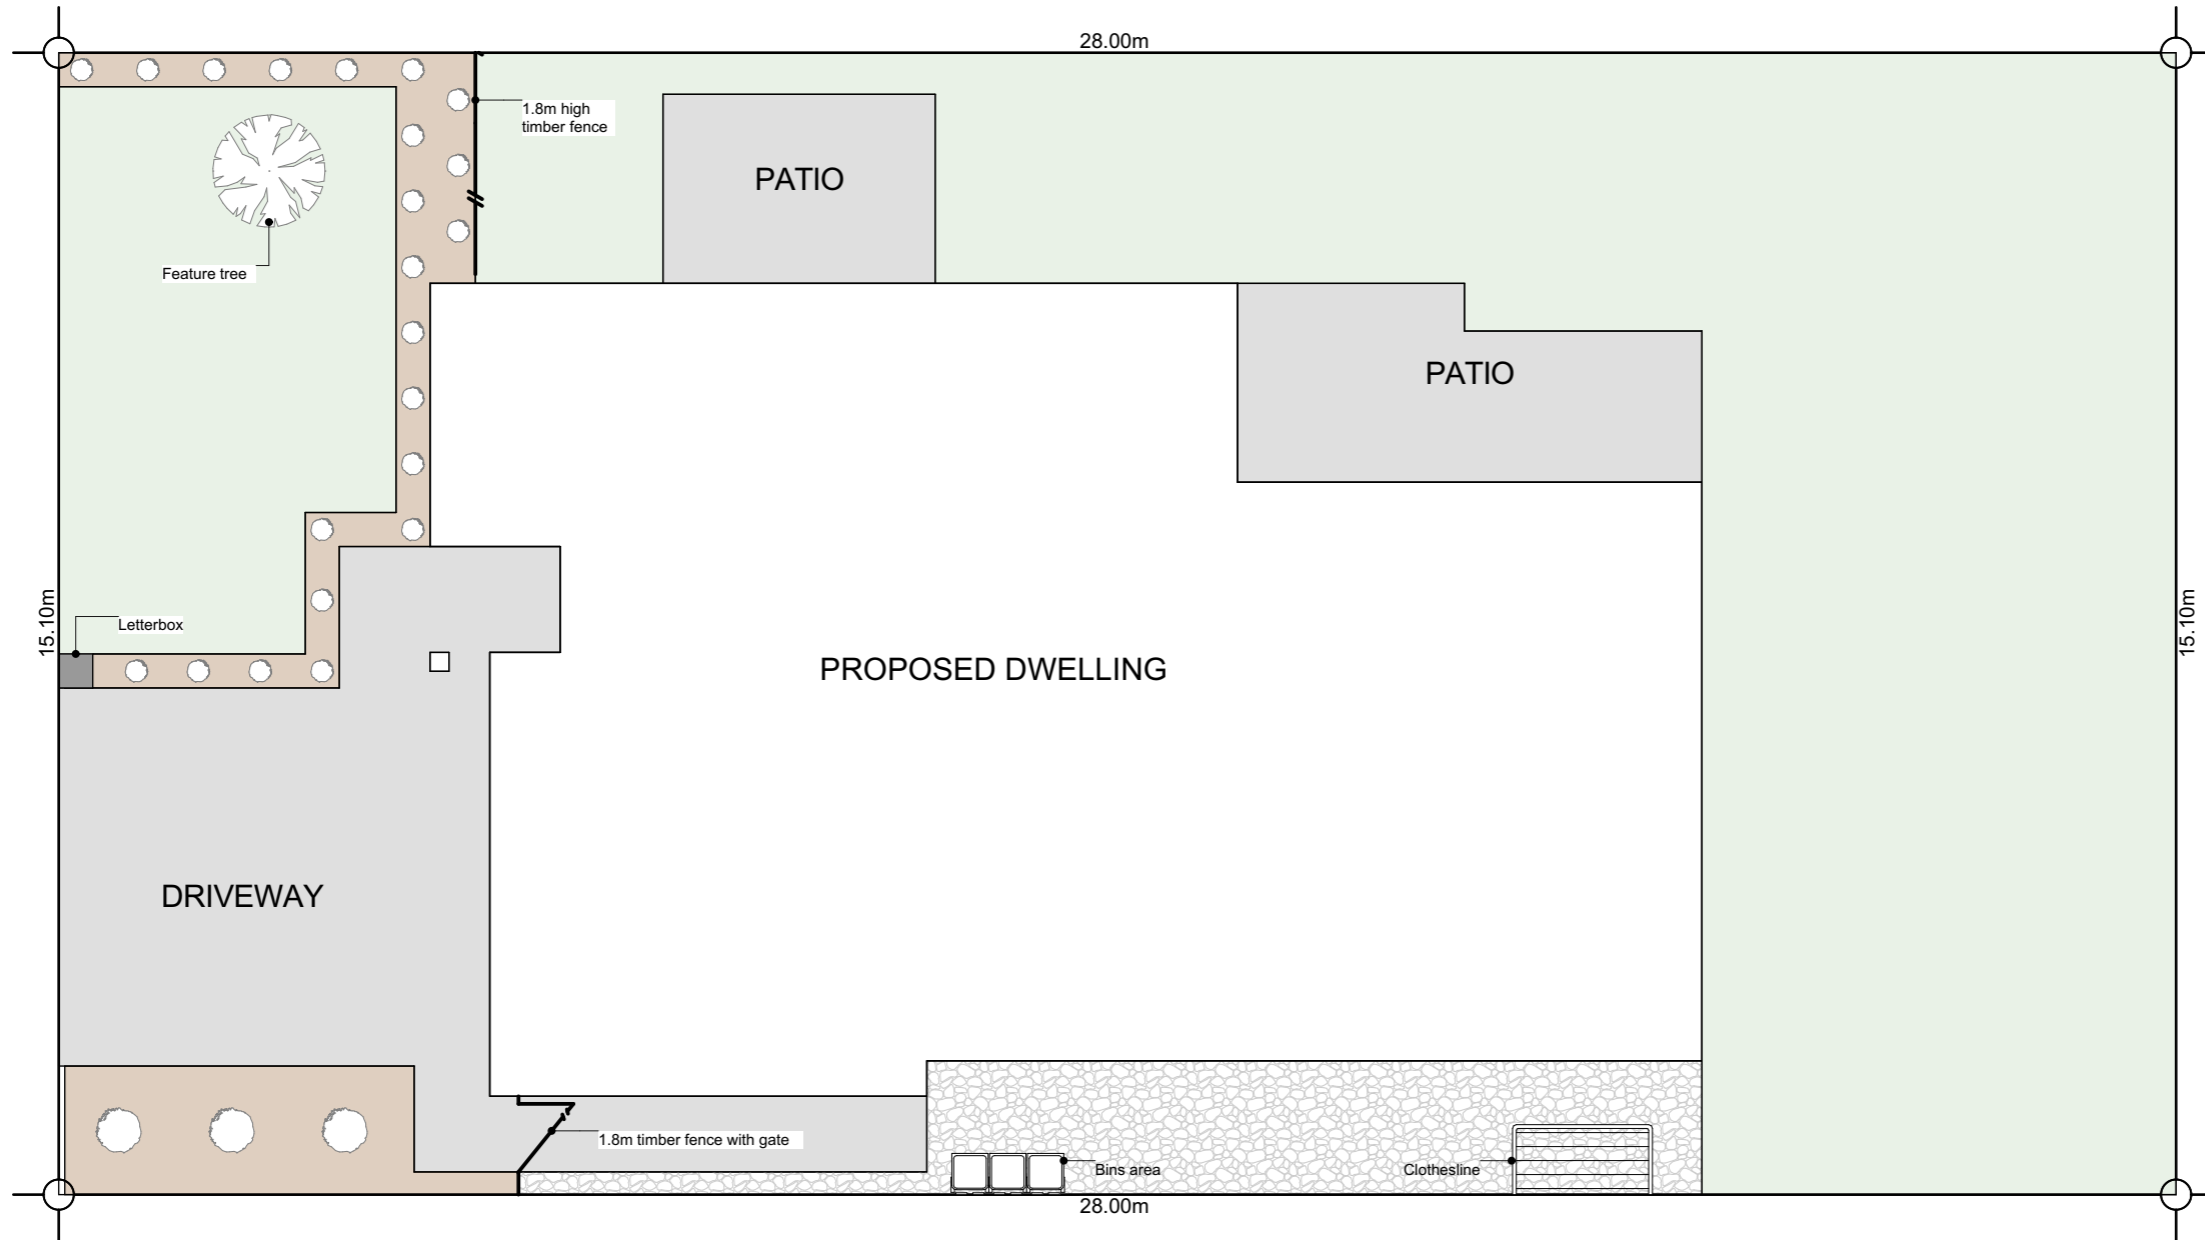 28.00m
1.8m high
timber fence
PATIO
Feature tree
PATIO
15.10m
15.10m
Letterbox
PROPOSED DWELLING
DRIVEWAY
1.8m timber fence with gate
Bins area
Clothesline
28.00m